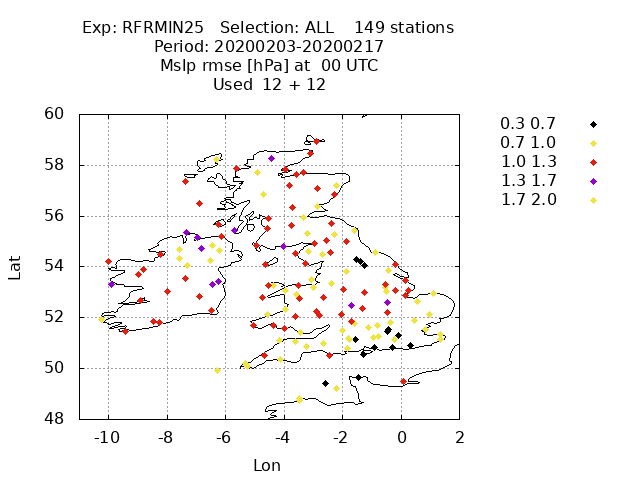 Exp: RFRMIN25 Selection: ALL 149 stations
Period: 20200203-20200217
Mslp rmse [hPa] at 00 UTC
Used 12 + 12
60
58
56
54
52
50
48
Lat
-10 -8 -6 -4 -2 0 2
Lon
0.3 0.7
0.7 1.0
1.0 1.3
1.3 1.7
1.7 2.0